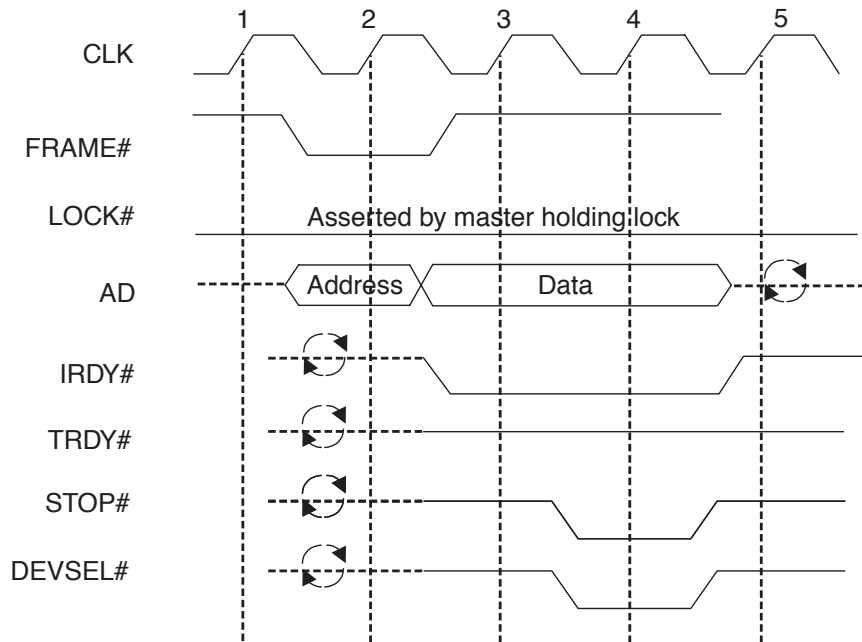 1 2 3 4 5
CLK
FRAME#
LOCK# Asserted by master holding lock
AD Address Data
IRDY#
TRDY#
STOP#
DEVSEL#